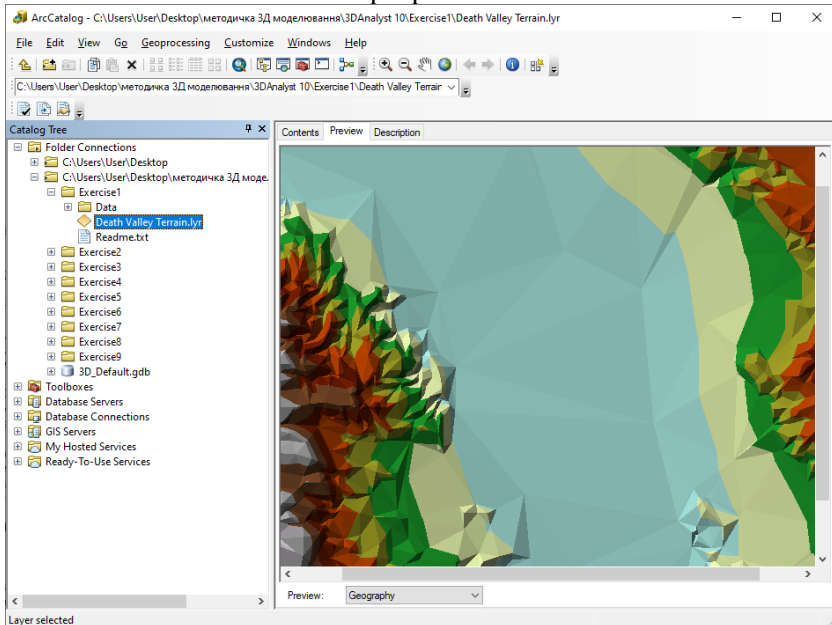 ArcCatalog - C:\Users\User\Desktop\методичка 3Д моделювання\3DAnalyst 10\Exercise1\Death Valley Terrain.lyr
File Edit View Go Geoprocessing Customize Windows Help
C:\Users\User\Desktop\методичка 3Д моделювання\3DAnalyst 10\Exercise1\Death Valley Terrair
Catalog Tree
Folder Connections
C:\Users\User\Desktop
C:\Users\User\Desktop\методичка 3Д моде.
Exercise1
Data
Death Valley Terrain.lyr
Readme.txt
Exercise2
Exercise3
Exercise4
Exercise5
Exercise6
Exercise7
Exercise8
Exercise9
3D_Default.gdb
Toolboxes
Database Servers
Database Connections
GIS Servers
My Hosted Services
Ready-To-Use Services
Contents Preview Description
Preview: Geography
Layer selected